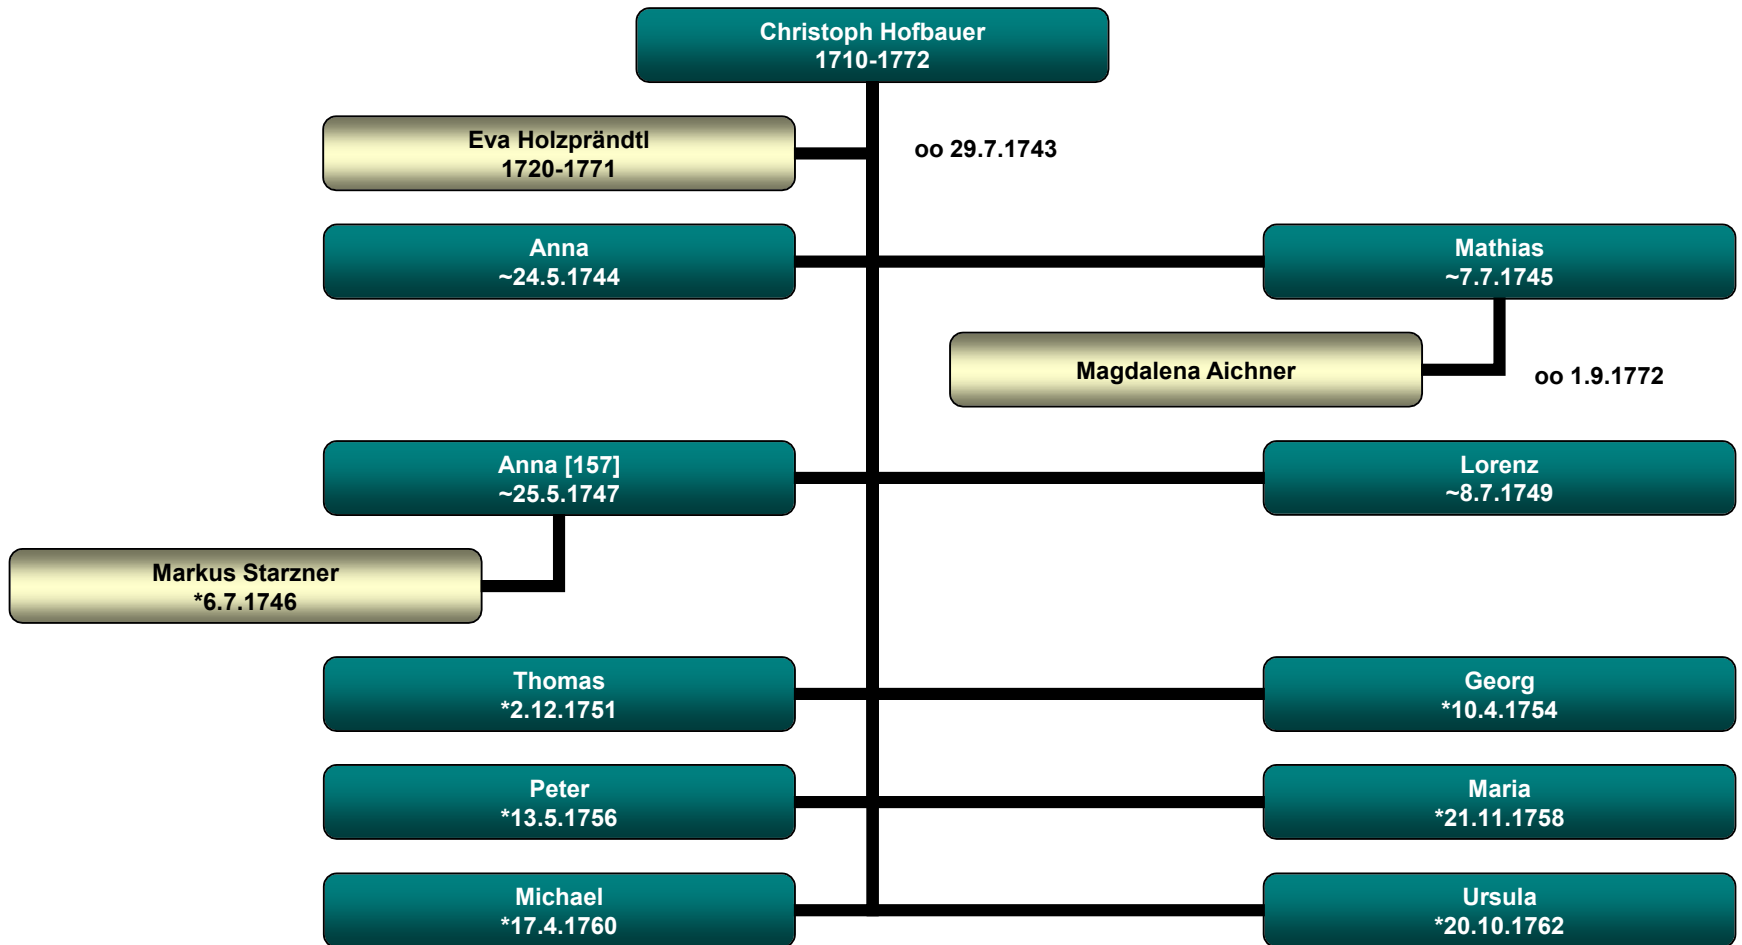 Christoph Hofbauer
1710-1772
Eva Holzprändtl
1720-1771
oo 29.7.1743
Anna
~24.5.1744
Mathias
~7.7.1745
Magdalena Aichner
oo 1.9.1772
Anna [157]
~25.5.1747
Lorenz
~8.7.1749
Markus Starzner
*6.7.1746
Thomas
*2.12.1751
Georg
*10.4.1754
Peter
*13.5.1756
Maria
*21.11.1758
Michael
*17.4.1760
Ursula
*20.10.1762